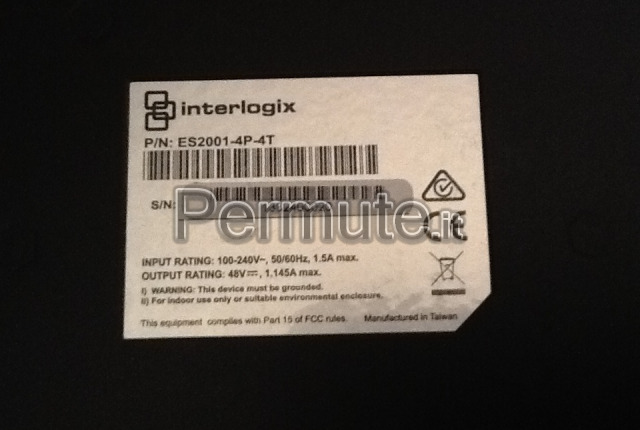 interlogix
P/N: ES2001-4P-4T
S/N:
Permute.it
CE
INPUT RATING: 100-240V~, 50/60Hz, 1.5A max.
OUTPUT RATING: 48V⎓, 1.145A max.
i) WARNING: This device must be grounded.
ii) For indoor use only or suitable environmental enclosure.
This equipment complies with Part 15 of FCC rules. Manufactured in Taiwan